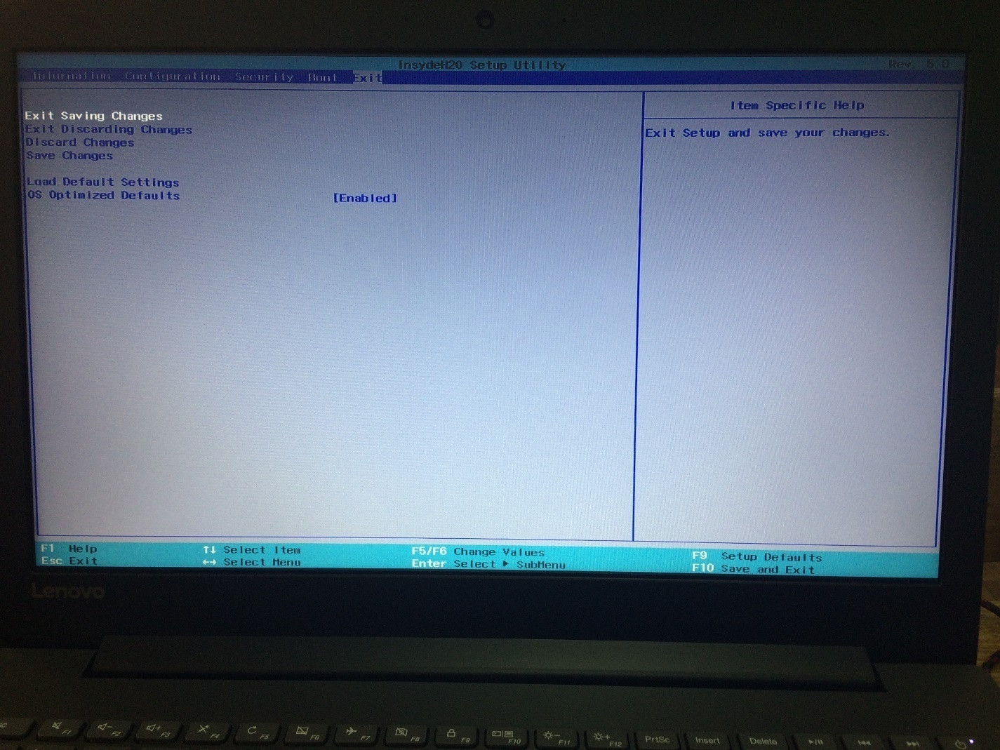 InsydeH20 Setup Utility Rev. 5.0
Information Configuration Security Boot Exit
Exit Saving Changes
Exit Discarding Changes
Discard Changes
Save Changes
Load Default Settings
OS Optimized Defaults [Enabled]
Item Specific Help
Exit Setup and save your changes.
F1 Help ↑↓ Select Item F5/F6 Change Values F9 Setup Defaults
Esc Exit ←→ Select Menu Enter Select ▶ SubMenu F10 Save and Exit
Lenovo
F1 F2 F3 F4 F5 F6 F7 F8 F9 F10 F11 F12 PrtSc Insert Delete